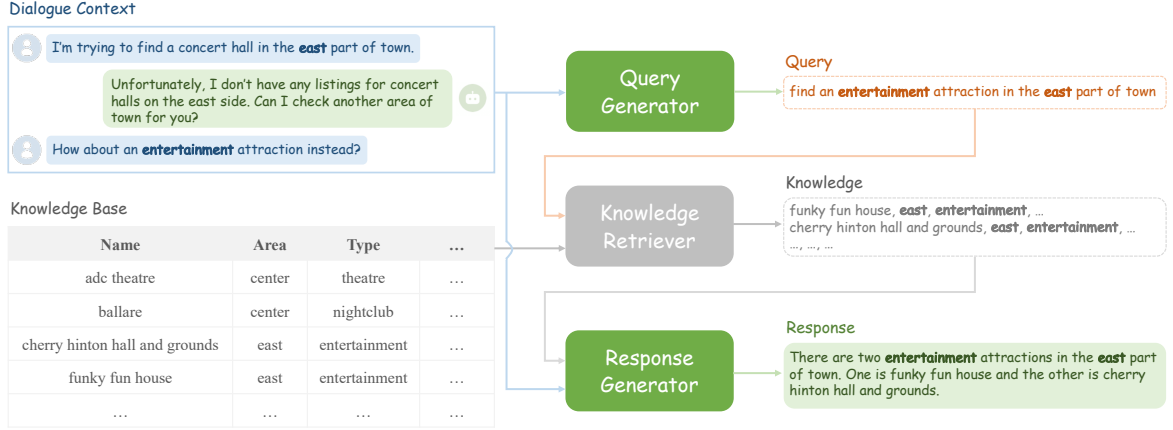 Dialogue Context
I'm trying to find a concert hall in the east part of town.
Unfortunately, I don't have any listings for concert
halls on the east side. Can I check another area of
town for you?
How about an entertainment attraction instead?
Knowledge Base
Name Area Type ...
adc theatre center theatre ...
ballare center nightclub ...
cherry hinton hall and grounds east entertainment ...
funky fun house east entertainment ...
... ... ... ...
Query
Generator
Query
find an entertainment attraction in the east part of town
Knowledge
Retriever
Knowledge
funky fun house, east, entertainment, ...
cherry hinton hall and grounds, east, entertainment, ...
..., ..., ...
Response
Generator
Response
There are two entertainment attractions in the east part
of town. One is funky fun house and the other is cherry
hinton hall and grounds.